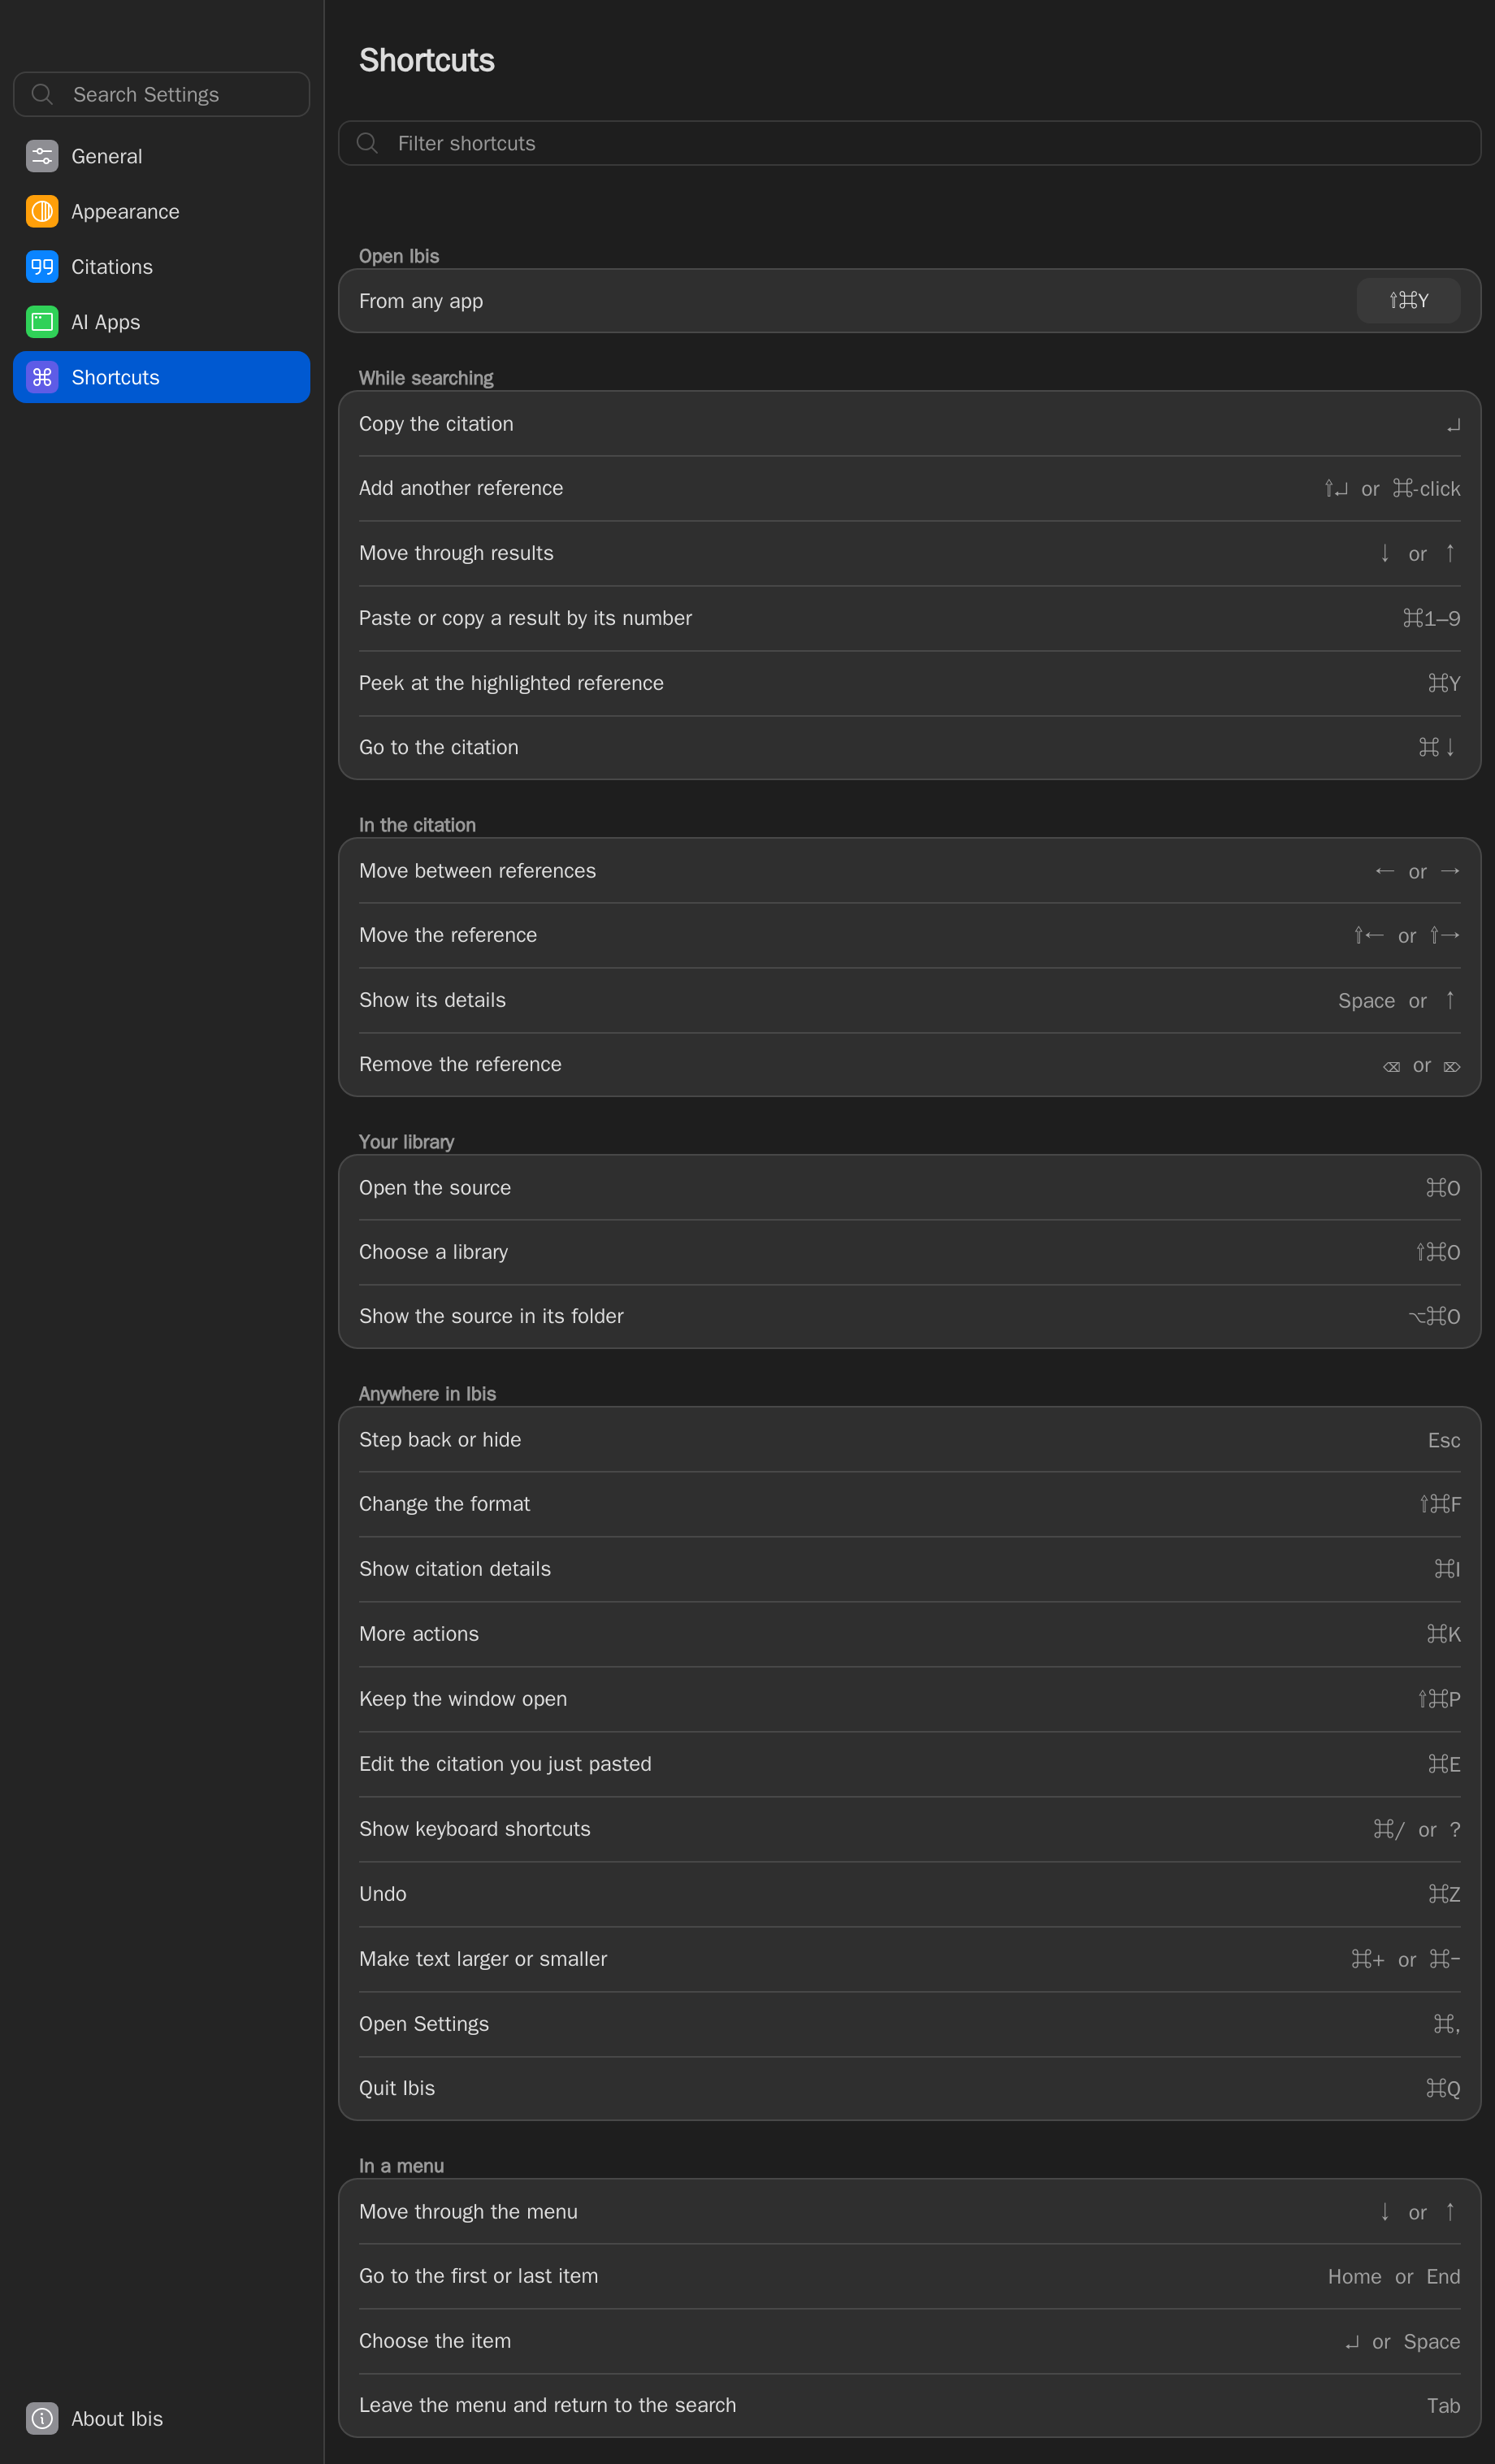 Search Settings
General
Appearance
Citations
AI Apps
Shortcuts
About Ibis
Shortcuts
Filter shortcuts
Open Ibis
From any app ⇧⌘Y
While searching
Copy the citation ↵
Add another reference ⇧↵ or ⌘-click
Move through results ↓ or ↑
Paste or copy a result by its number ⌘1–9
Peek at the highlighted reference ⌘Y
Go to the citation ⌘↓
In the citation
Move between references ← or →
Move the reference ⇧← or ⇧→
Show its details Space or ↑
Remove the reference ⌫ or ⌦
Your library
Open the source ⌘O
Choose a library ⇧⌘O
Show the source in its folder ⌥⌘O
Anywhere in Ibis
Step back or hide Esc
Change the format ⇧⌘F
Show citation details ⌘I
More actions ⌘K
Keep the window open ⇧⌘P
Edit the citation you just pasted ⌘E
Show keyboard shortcuts ⌘/ or ?
Undo ⌘Z
Make text larger or smaller ⌘+ or ⌘−
Open Settings ⌘,
Quit Ibis ⌘Q
In a menu
Move through the menu ↓ or ↑
Go to the first or last item Home or End
Choose the item ↵ or Space
Leave the menu and return to the search Tab